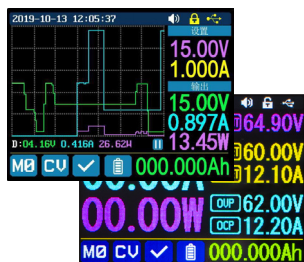 2019-10-13 12:05:37
设置
15.00V
1.000A
输出
15.00V
0.897A
13.45W
D:04.16V 0.416A 26.62W
M0 CV 000.000Ah
64.90V
60.00V
12.10A
00.00A
00.00W
OVP 62.00V
OCP 12.20A
M0 CV 000.000Ah